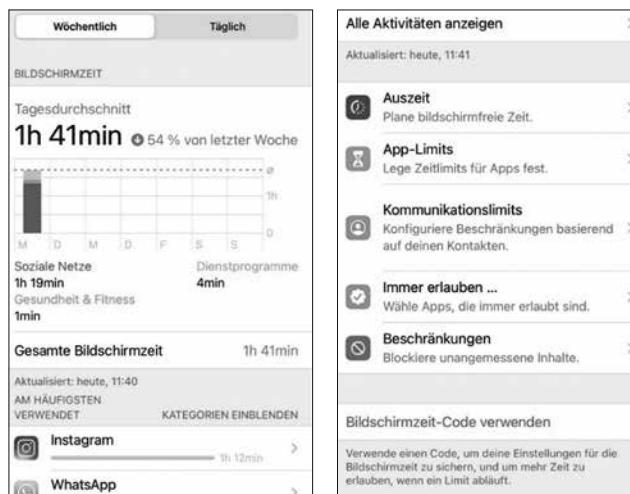 Wöchentlich
Täglich
BILDSCHIRMZEIT
Tagesdurchschnitt
1h 41min 54 % von letzter Woche
ø
1h
0
M D M D F S S
Soziale Netze Dienstprogramme
1h 19min 4min
Gesundheit & Fitness
1min
Gesamte Bildschirmzeit 1h 41min
Aktualisiert: heute, 11:40
AM HÄUFIGSTEN
VERWENDET KATEGORIEN EINBLENDEN
Instagram
1h 12min
WhatsApp
Alle Aktivitäten anzeigen
Aktualisiert: heute, 11:41
Auszeit
Plane bildschirmfreie Zeit.
App-Limits
Lege Zeitlimits für Apps fest.
Kommunikationslimits
Konfiguriere Beschränkungen basierend
auf deinen Kontakten.
Immer erlauben ...
Wähle Apps, die immer erlaubt sind.
Beschränkungen
Blockiere unangemessene Inhalte.
Bildschirmzeit-Code verwenden
Verwende einen Code, um deine Einstellungen für die
Bildschirmzeit zu sichern, und um mehr Zeit zu
erlauben, wenn ein Limit abläuft.